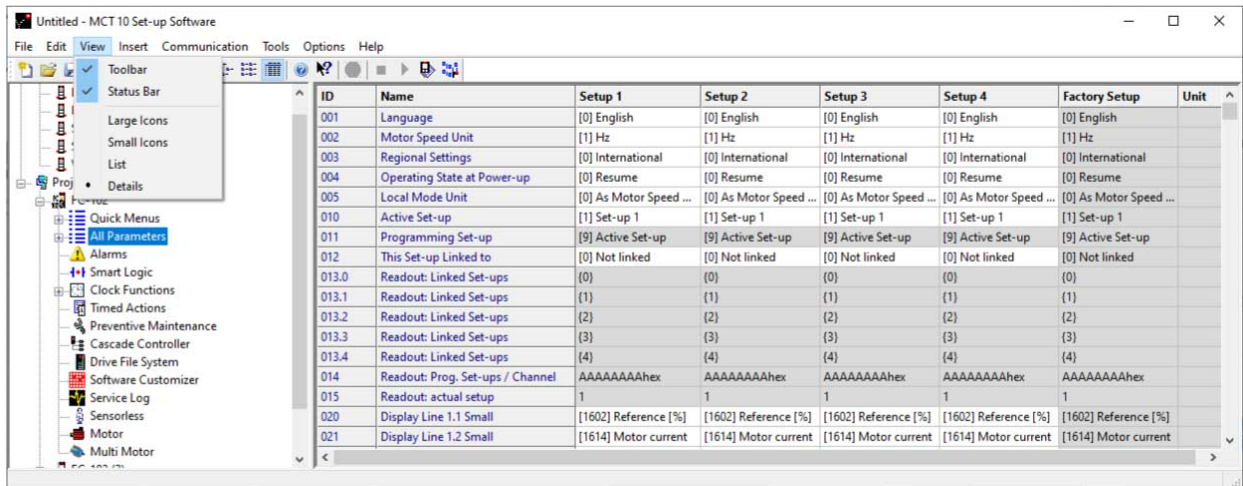 Untitled - MCT 10 Set-up Software
File Edit View Insert Communication Tools Options Help
Toolbar
Status Bar
Large Icons
Small Icons
List
Details
Quick Menus
All Parameters
Alarms
Smart Logic
Clock Functions
Timed Actions
Preventive Maintenance
Cascade Controller
Drive File System
Software Customizer
Service Log
Sensorless
Motor
Multi Motor
ID Name Setup 1 Setup 2 Setup 3 Setup 4 Factory Setup Unit
001 Language [0] English [0] English [0] English [0] English [0] English
002 Motor Speed Unit [1] Hz [1] Hz [1] Hz [1] Hz [1] Hz
003 Regional Settings [0] International [0] International [0] International [0] International [0] International
004 Operating State at Power-up [0] Resume [0] Resume [0] Resume [0] Resume [0] Resume
005 Local Mode Unit [0] As Motor Speed ... [0] As Motor Speed ... [0] As Motor Speed ... [0] As Motor Speed ... [0] As Motor Speed ...
010 Active Set-up [1] Set-up 1 [1] Set-up 1 [1] Set-up 1 [1] Set-up 1 [1] Set-up 1
011 Programming Set-up [9] Active Set-up [9] Active Set-up [9] Active Set-up [9] Active Set-up [9] Active Set-up
012 This Set-up Linked to [0] Not linked [0] Not linked [0] Not linked [0] Not linked [0] Not linked
013.0 Readout: Linked Set-ups {0} {0} {0} {0} {0}
013.1 Readout: Linked Set-ups {1} {1} {1} {1} {1}
013.2 Readout: Linked Set-ups {2} {2} {2} {2} {2}
013.3 Readout: Linked Set-ups {3} {3} {3} {3} {3}
013.4 Readout: Linked Set-ups {4} {4} {4} {4} {4}
014 Readout: Prog. Set-ups / Channel AAAAAAAAhex AAAAAAAAhex AAAAAAAAhex AAAAAAAAhex AAAAAAAAhex
015 Readout: actual setup 1 1 1 1 1
020 Display Line 1.1 Small [1602] Reference [%] [1602] Reference [%] [1602] Reference [%] [1602] Reference [%] [1602] Reference [%]
021 Display Line 1.2 Small [1614] Motor current [1614] Motor current [1614] Motor current [1614] Motor current [1614] Motor current